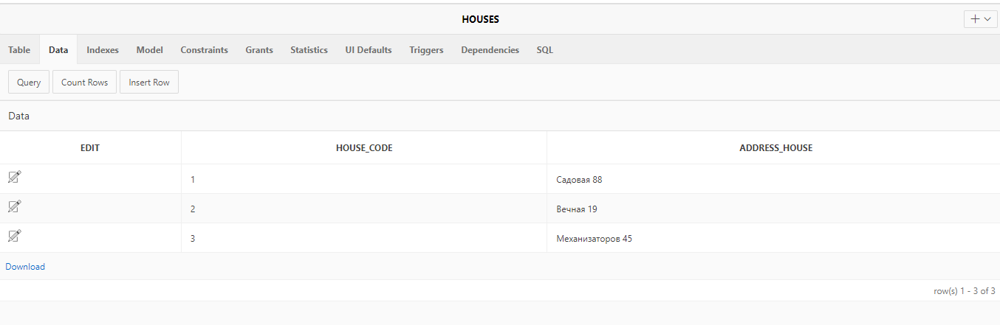 HOUSES
Table Data Indexes Model Constraints Grants Statistics UI Defaults Triggers Dependencies SQL
Query Count Rows Insert Row
Data
EDIT HOUSE_CODE ADDRESS_HOUSE
1 Садовая 88
2 Вечная 19
3 Механизаторов 45
Download
row(s) 1 - 3 of 3